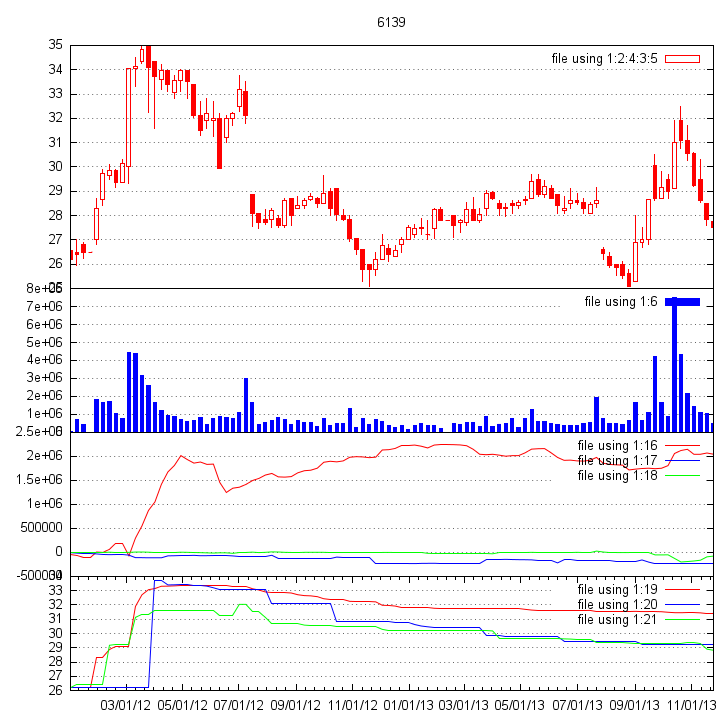 6139
35
file using 1:2:4:3:5
34
33
32
31
30
29
28
27
26
25
8e+06
file using 1:6
7e+06
6e+06
5e+06
4e+06
3e+06
2e+06
1e+06
0
2.5e+06
file using 1:16
2e+06
file using 1:17
file using 1:18
1.5e+06
1e+06
500000
0
-500000
34
33
file using 1:19
32
file using 1:20
31
file using 1:21
30
29
28
27
26
03/01/12 05/01/12 07/01/12 09/01/12 11/01/12 01/01/13 03/01/13 05/01/13 07/01/13 09/01/13 11/01/13